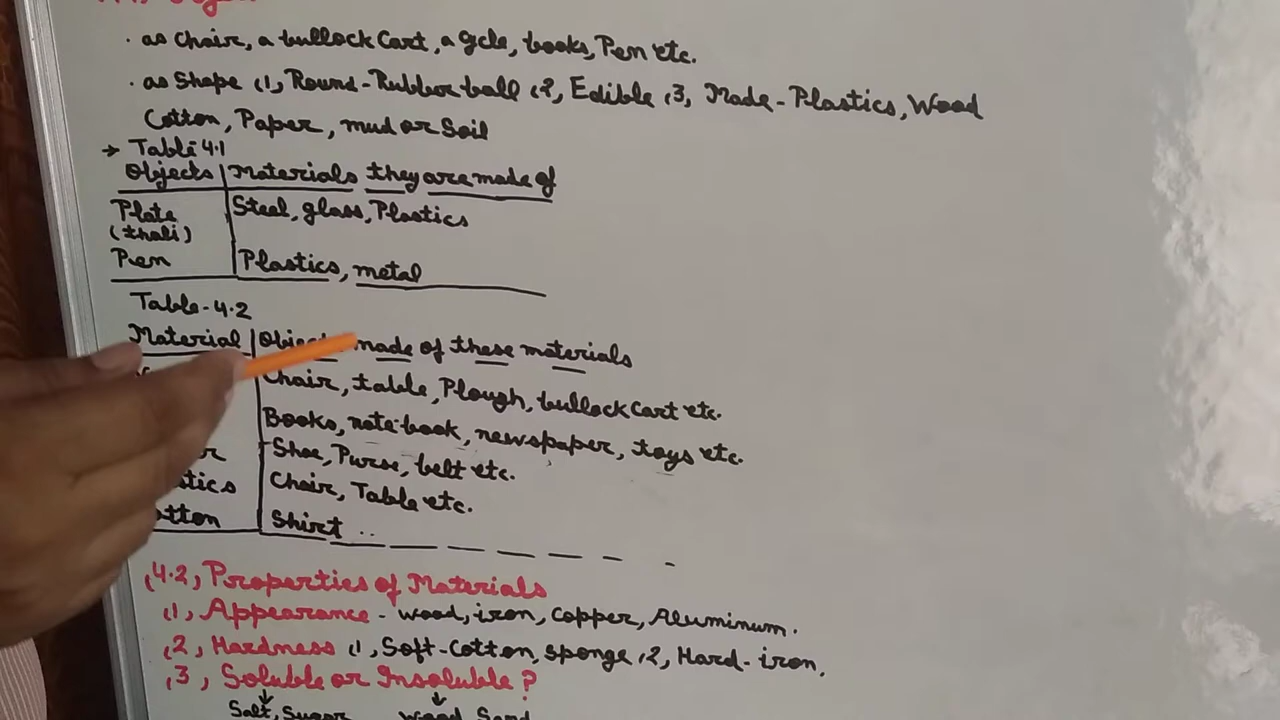 · as Chair, a bullock Cart, a cycle, books, Pen etc.
· as Shape (1, Round-Rubber ball (2, Edible (3, Made-Plastics, Wood
Cotton, Paper, mud or Soil
→ Table 4.1
Objects | Materials they are made of
Plate (thali) | Steel, glass, Plastics
Pen | Plastics, metal
Table-4.2
Material | made of these materials
Chair, table, Plough, bullock Cart etc.
Books, note-book, newspaper, toys etc.
Shoe, Purse, belt etc.
Chair, Table etc.
Shirt ..
(4.2, Properties of Materials
(1, Appearance - wood, iron, Copper, Aluminum.
(2, Hardness (1, Soft-Cotton, sponge (2, Hard-iron.
(3, Soluble or Insoluble?
Salt, Sugar Wood, Sand